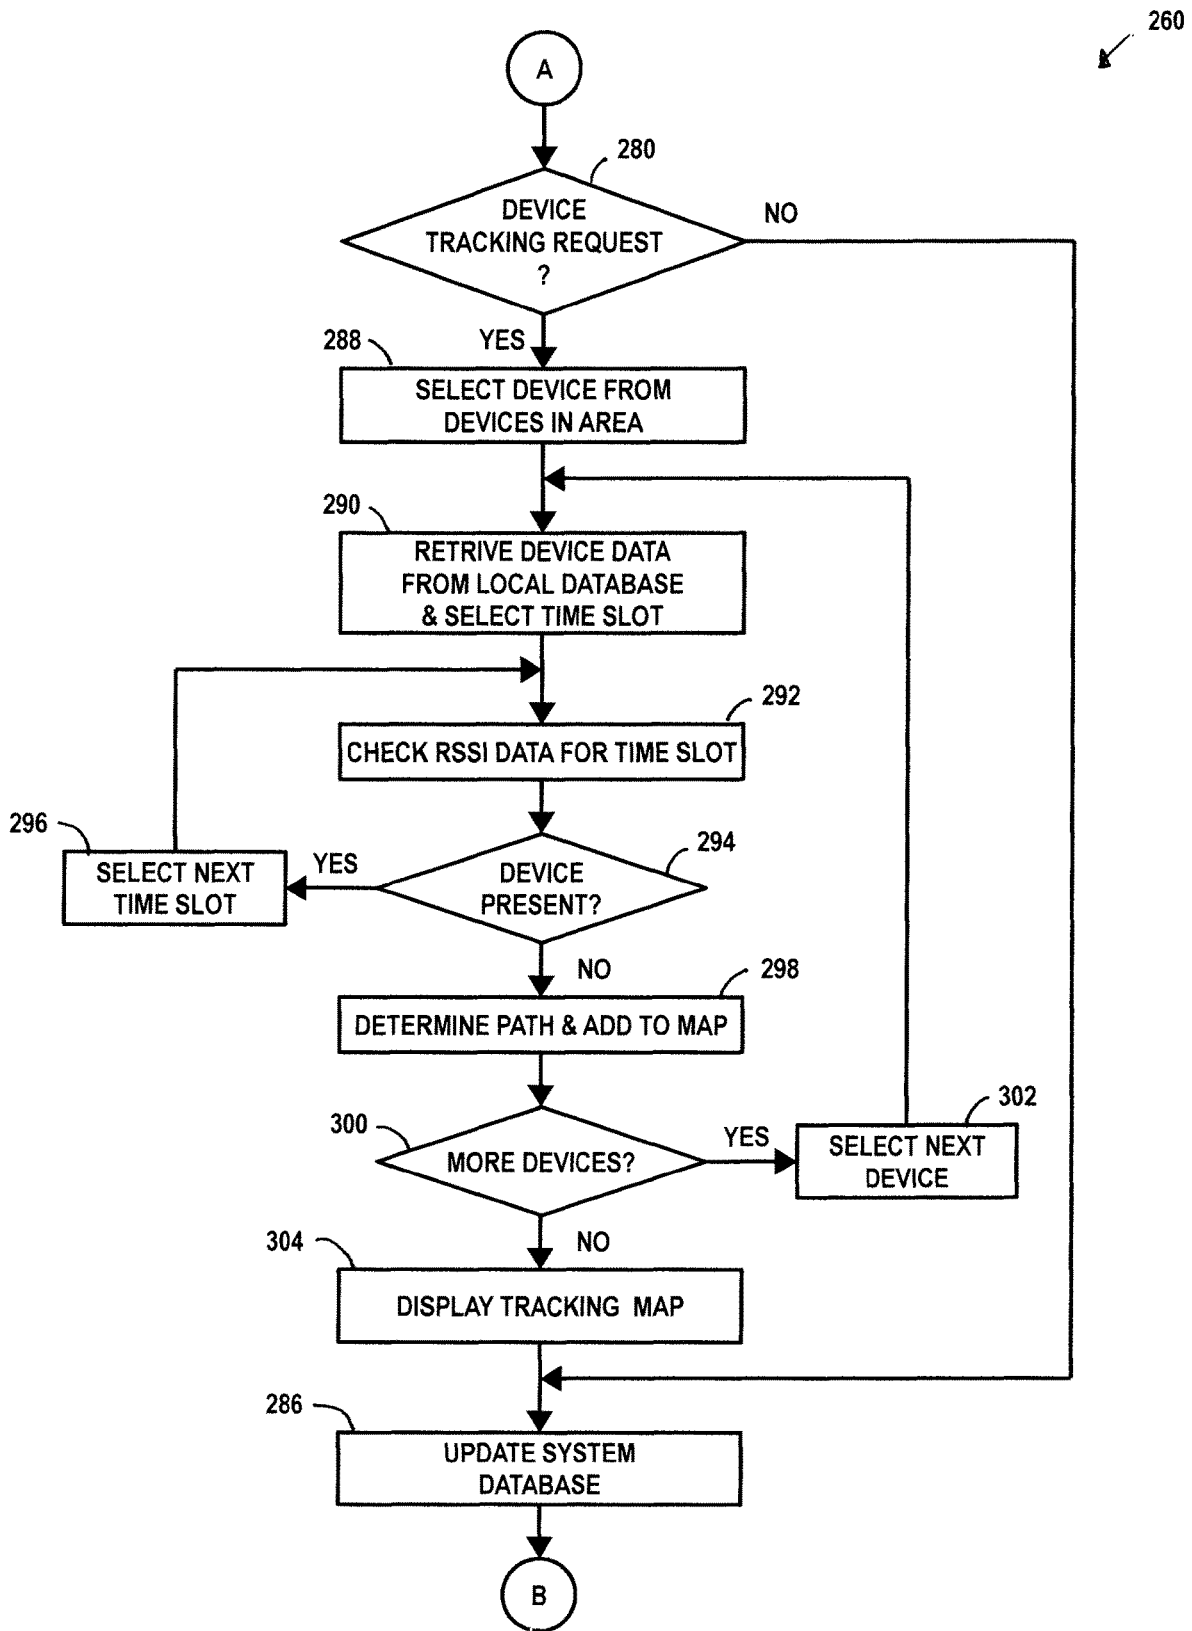 260
A
280
DEVICE
TRACKING REQUEST
?
NO
YES
288
SELECT DEVICE FROM
DEVICES IN AREA
290
RETRIVE DEVICE DATA
FROM LOCAL DATABASE
& SELECT TIME SLOT
292
CHECK RSSI DATA FOR TIME SLOT
296
SELECT NEXT
TIME SLOT
YES
294
DEVICE
PRESENT?
NO
298
DETERMINE PATH & ADD TO MAP
300
MORE DEVICES?
YES
302
SELECT NEXT
DEVICE
NO
304
DISPLAY TRACKING MAP
286
UPDATE SYSTEM
DATABASE
B